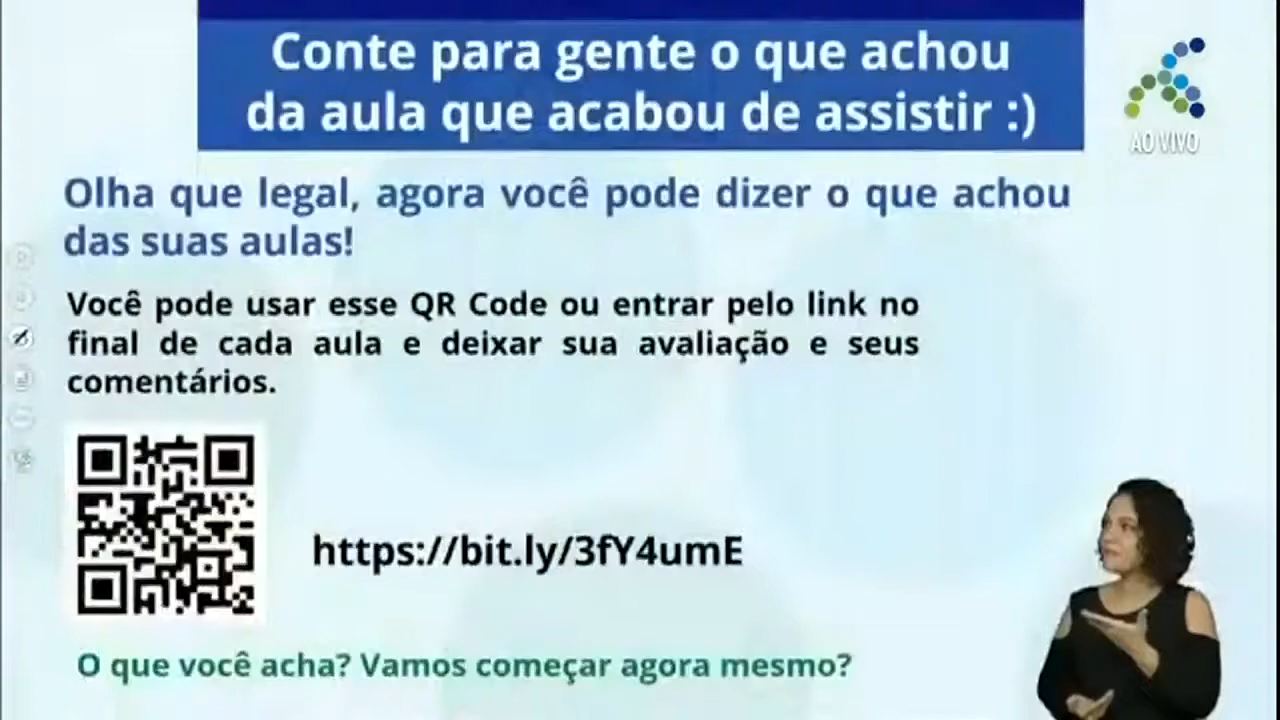 Conte para gente o que achou
da aula que acabou de assistir :)
AO VIVO
Olha que legal, agora você pode dizer o que achou
das suas aulas!
Você pode usar esse QR Code ou entrar pelo link no
final de cada aula e deixar sua avaliação e seus
comentários.
https://bit.ly/3fY4umE
O que você acha? Vamos começar agora mesmo?